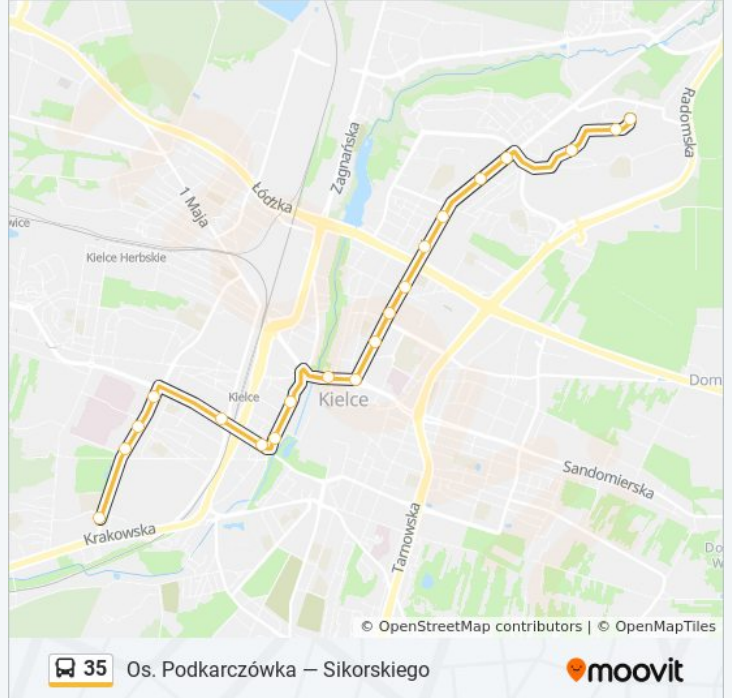 Radomska
Zagnańska
Łódzka
1 Maja
wice
Kielce Herbskie
Dom
Kielce
Kielce
Sandomierska
Krakowska
Tarnowska
Do
W
© OpenStreetMap contributors | © OpenMapTiles
35 Os. Podkarczówka — Sikorskiego
moovit